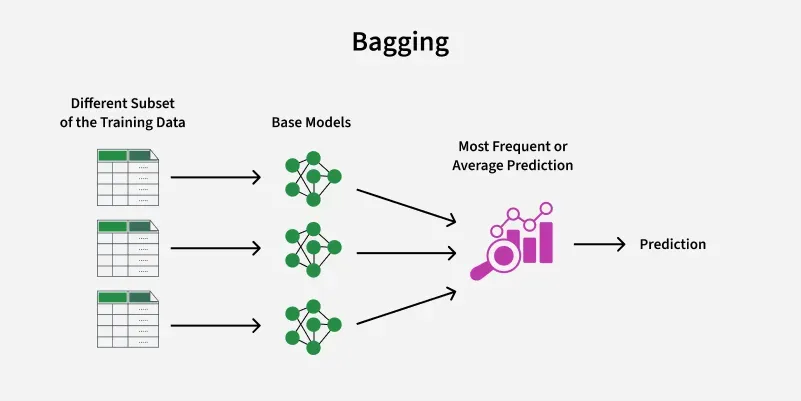 Bagging
Different Subset
of the Training Data
Base Models
Most Frequent or
Average Prediction
Prediction